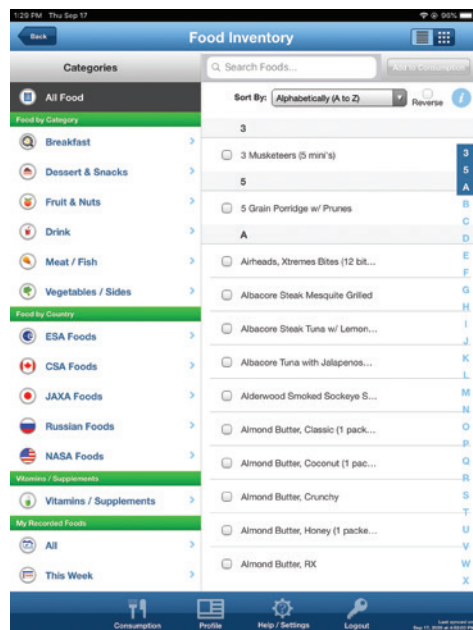 1:29 PM Thu Sep 17
96%
Back
Food Inventory
Categories
Search Foods...
Add to Consumption
All Food
Sort By: Alphabetically (A to Z)
Reverse
Food by Category
Breakfast
Dessert & Snacks
Fruit & Nuts
Drink
Meat / Fish
Vegetables / Sides
Food by Country
ESA Foods
CSA Foods
JAXA Foods
Russian Foods
NASA Foods
Vitamins / Supplements
Vitamins / Supplements
My Recorded Foods
All
This Week
3
3 Musketeers (5 mini's)
5
5 Grain Porridge w/ Prunes
A
Airheads, Xtremes Bites (12 bit...
Albacore Steak Mesquite Grilled
Albacore Steak Tuna w/ Lemon...
Albacore Tuna with Jalapenos...
Alderwood Smoked Sockeye S...
Almond Butter, Classic (1 pack...
Almond Butter, Coconut (1 pac...
Almond Butter, Crunchy
Almond Butter, Honey (1 packe...
Almond Butter, RX
3
5
A
B
C
D
E
F
G
H
I
J
K
L
M
N
O
P
Q
R
S
T
U
V
W
X
Consumption
Profile
Help / Settings
Logout
Last synced on